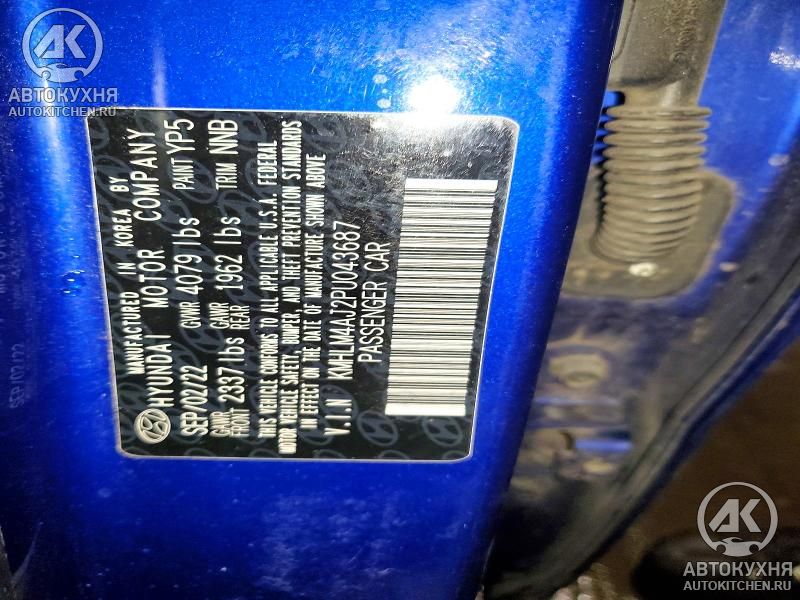 MANUFACTURED IN KOREA BY
HYUNDAI MOTOR COMPANY
SEP/02/22 GVWR 4079 lbs PAINT YP5
GAWR FRONT 2337 lbs GAWR REAR 1962 lbs TRIM NNB
THIS VEHICLE CONFORMS TO ALL APPLICABLE U.S.A. FEDERAL
MOTOR VEHICLE SAFETY, BUMPER, AND THEFT PREVENTION STANDARDS
IN EFFECT ON THE DATE OF MANUFACTURE SHOWN ABOVE
V.I.N KMHLM4AJ2PU043687
PASSENGER CAR
АК
АВТОКУХНЯ
AUTOKITCHEN.RU
АК
АВТОКУХНЯ
AUTOKITCHEN.RU